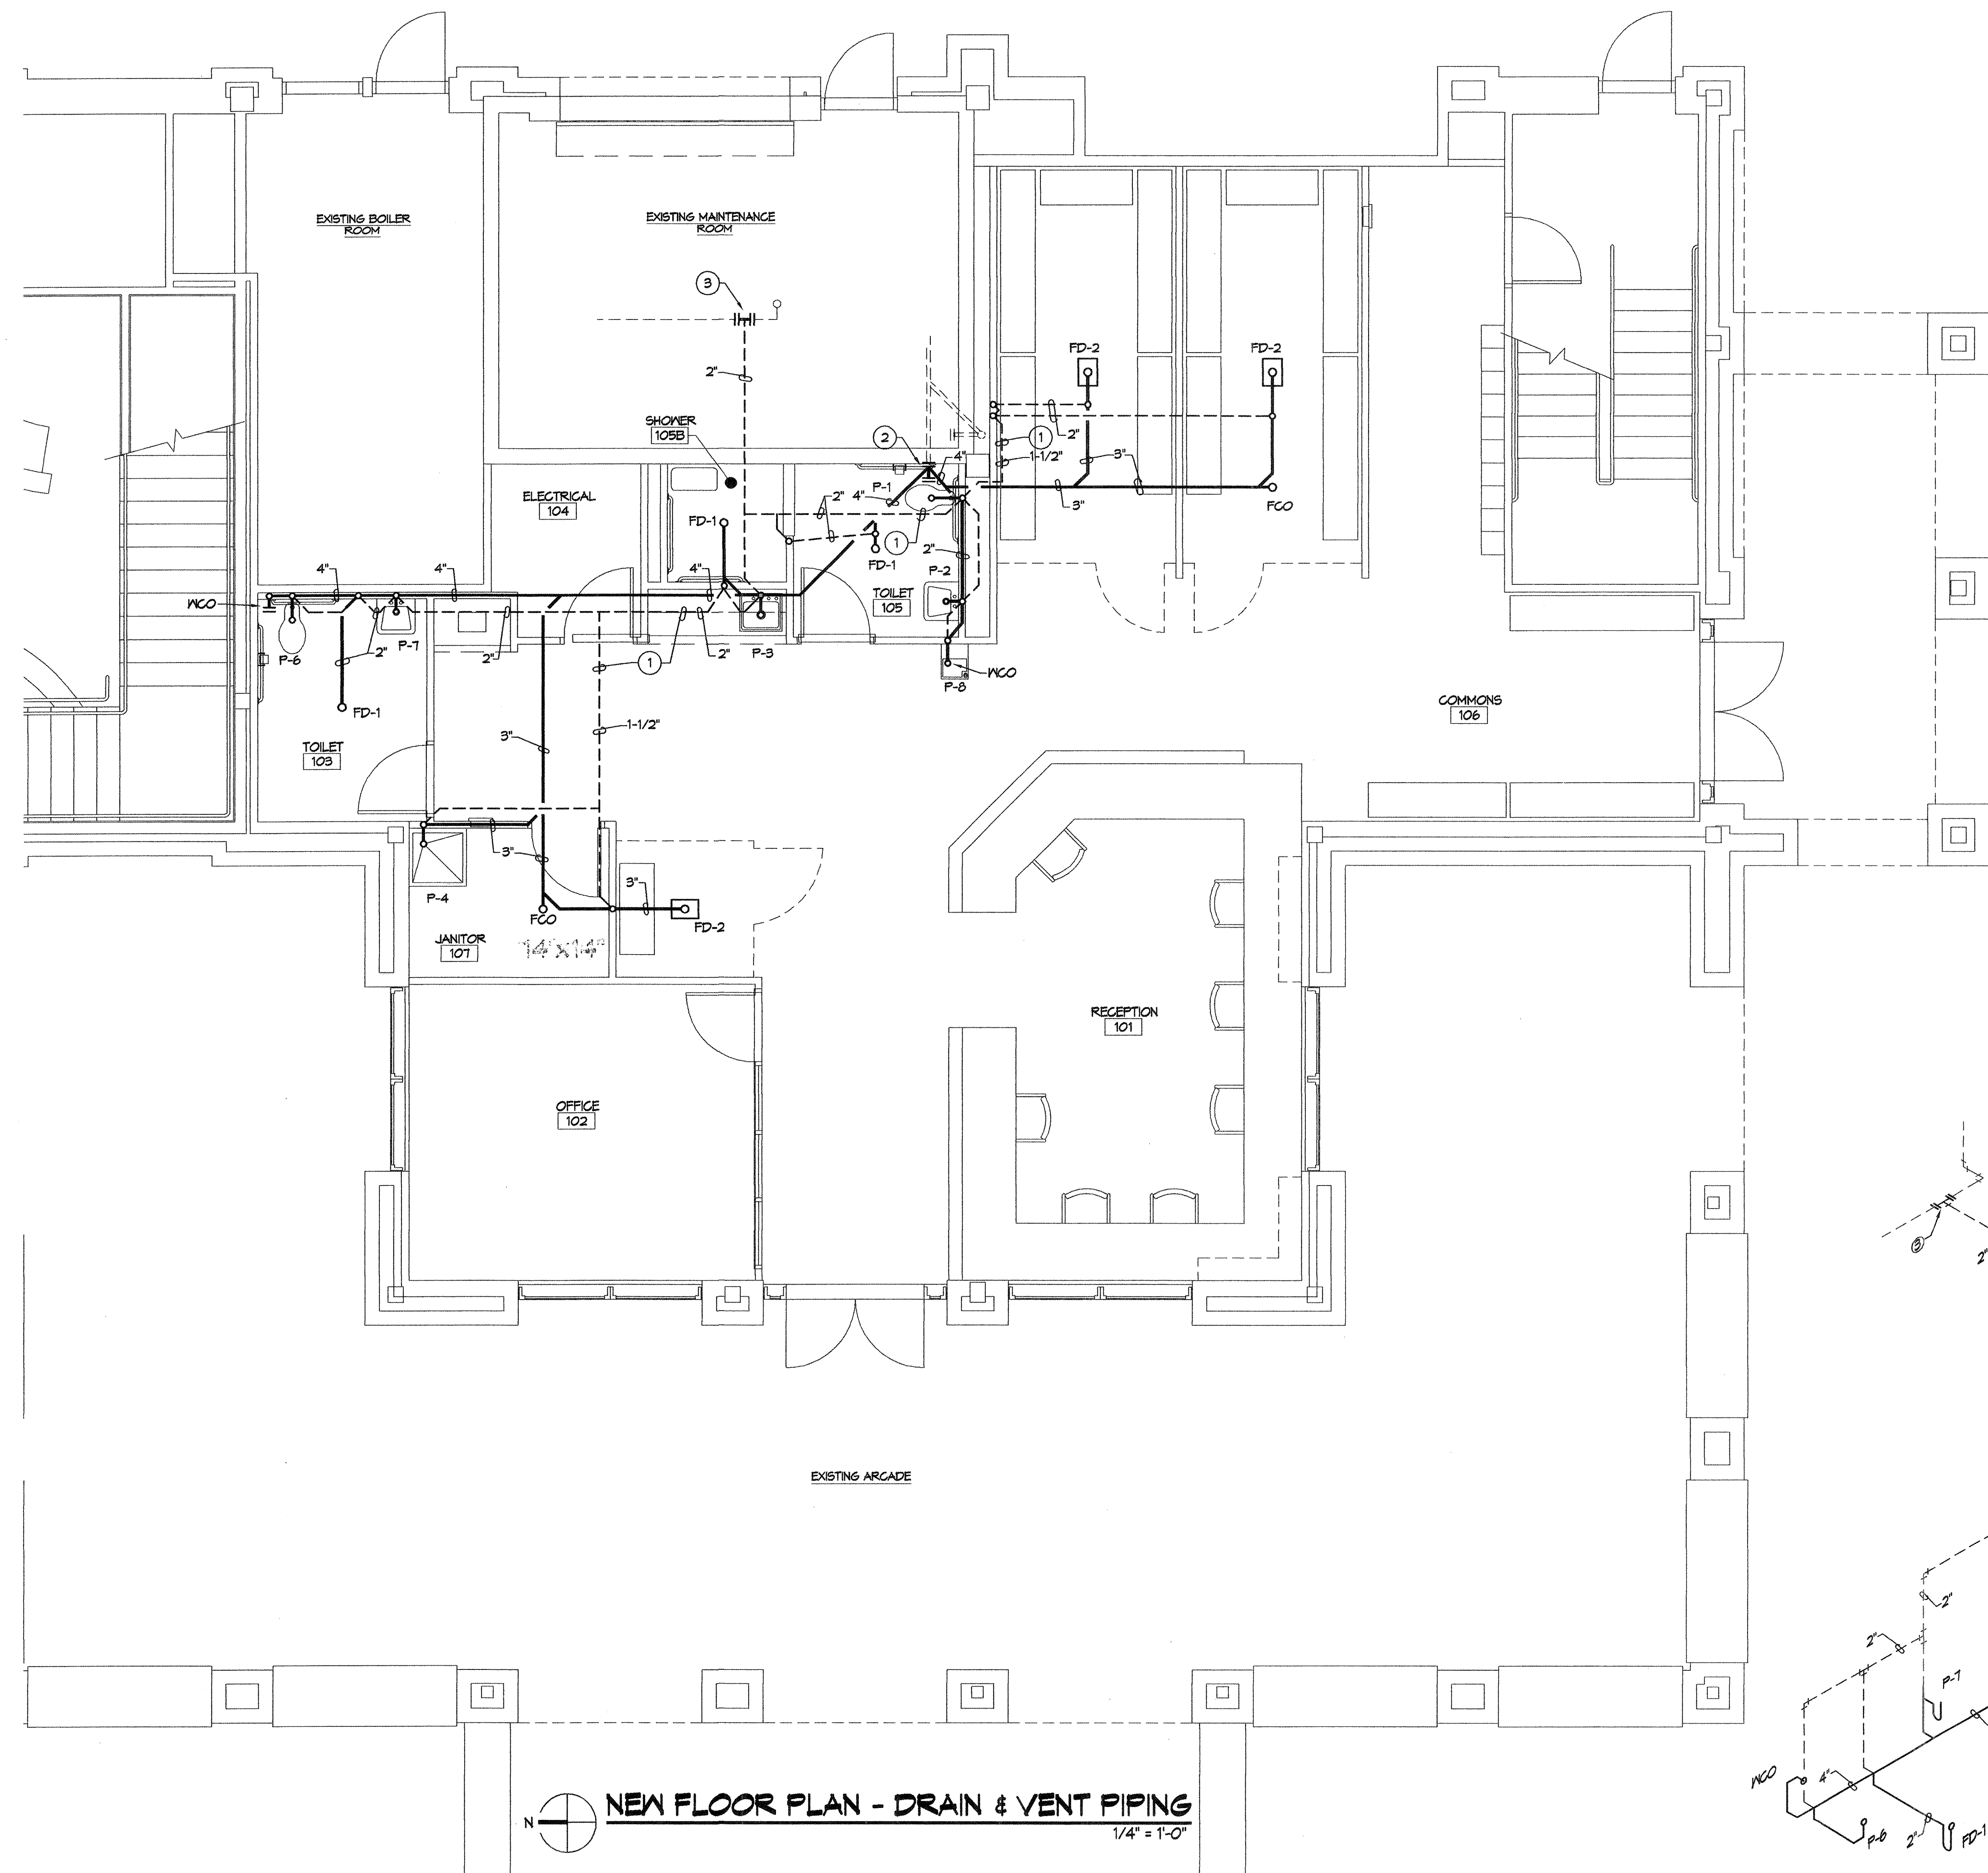 EXISTING BOILER
ROOM
EXISTING MAINTENANCE
ROOM
3
2"
FD-2
FD-2
SHOWER
105B
2
1
2"
1-1/2"
4"
3"
P-1
4"
3"
FCO
ELECTRICAL
104
2"
FD-1
1
FD-1
2"
P-2
4"
4"
4"
WCO
TOILET
105
P-6
2"
P-7
2"
1
2"
P-3
WCO
P-8
FD-1
COMMONS
106
1-1/2"
3"
TOILET
103
3"
3"
P-4
FCO
FD-2
JANITOR
107
14"x14"
RECEPTION
101
OFFICE
102
3
2"
EXISTING ARCADE
2"
2"
P-7
WCO
4"
P-6
2"
FD-1
N
NEW FLOOR PLAN - DRAIN & VENT PIPING
1/4" = 1'-0"